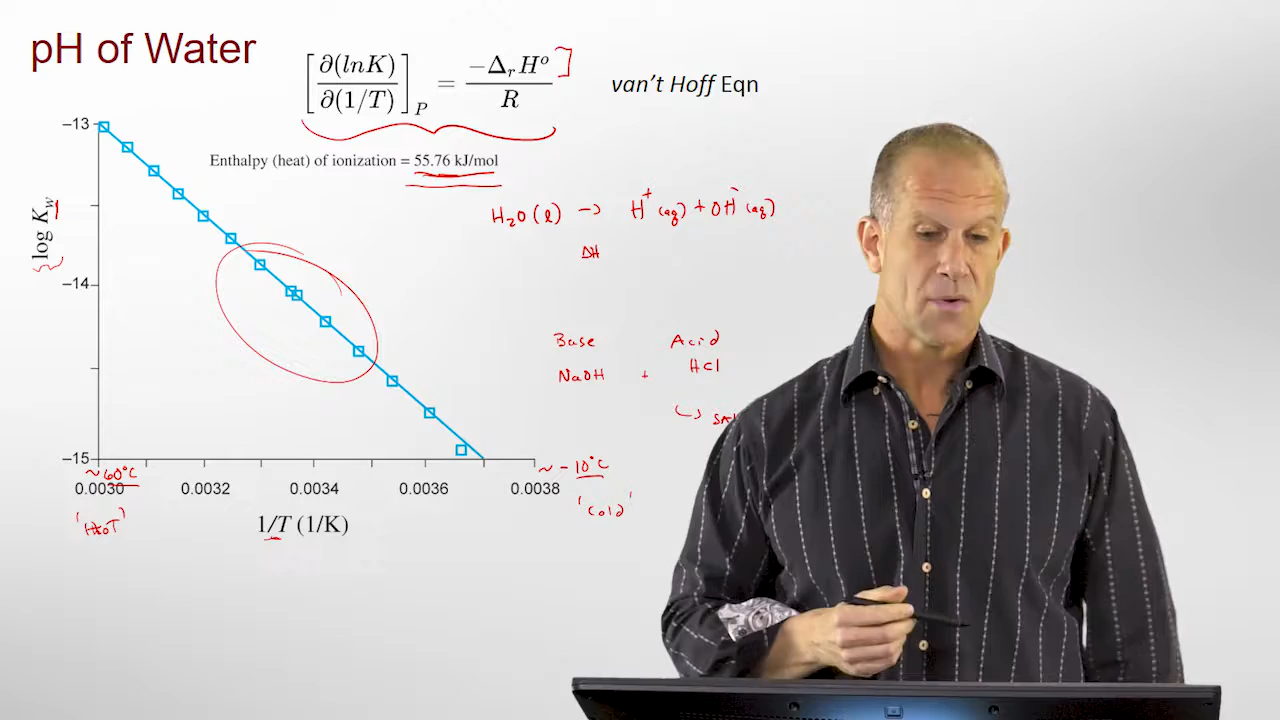 pH of Water
[∂(lnK)/∂(1/T)]_P = -Δ_rH°/R
van't Hoff Eqn
Enthalpy (heat) of ionization = 55.76 kJ/mol
H₂O(l) → H⁺(aq) + OH⁻(aq)
ΔH
Base Acid
NaOH + HCl
log K_w
-13
-14
-15
~60°C
~ -10°C
0.0030 0.0032 0.0034 0.0036 0.0038
'HoT'
'Cold'
1/T (1/K)